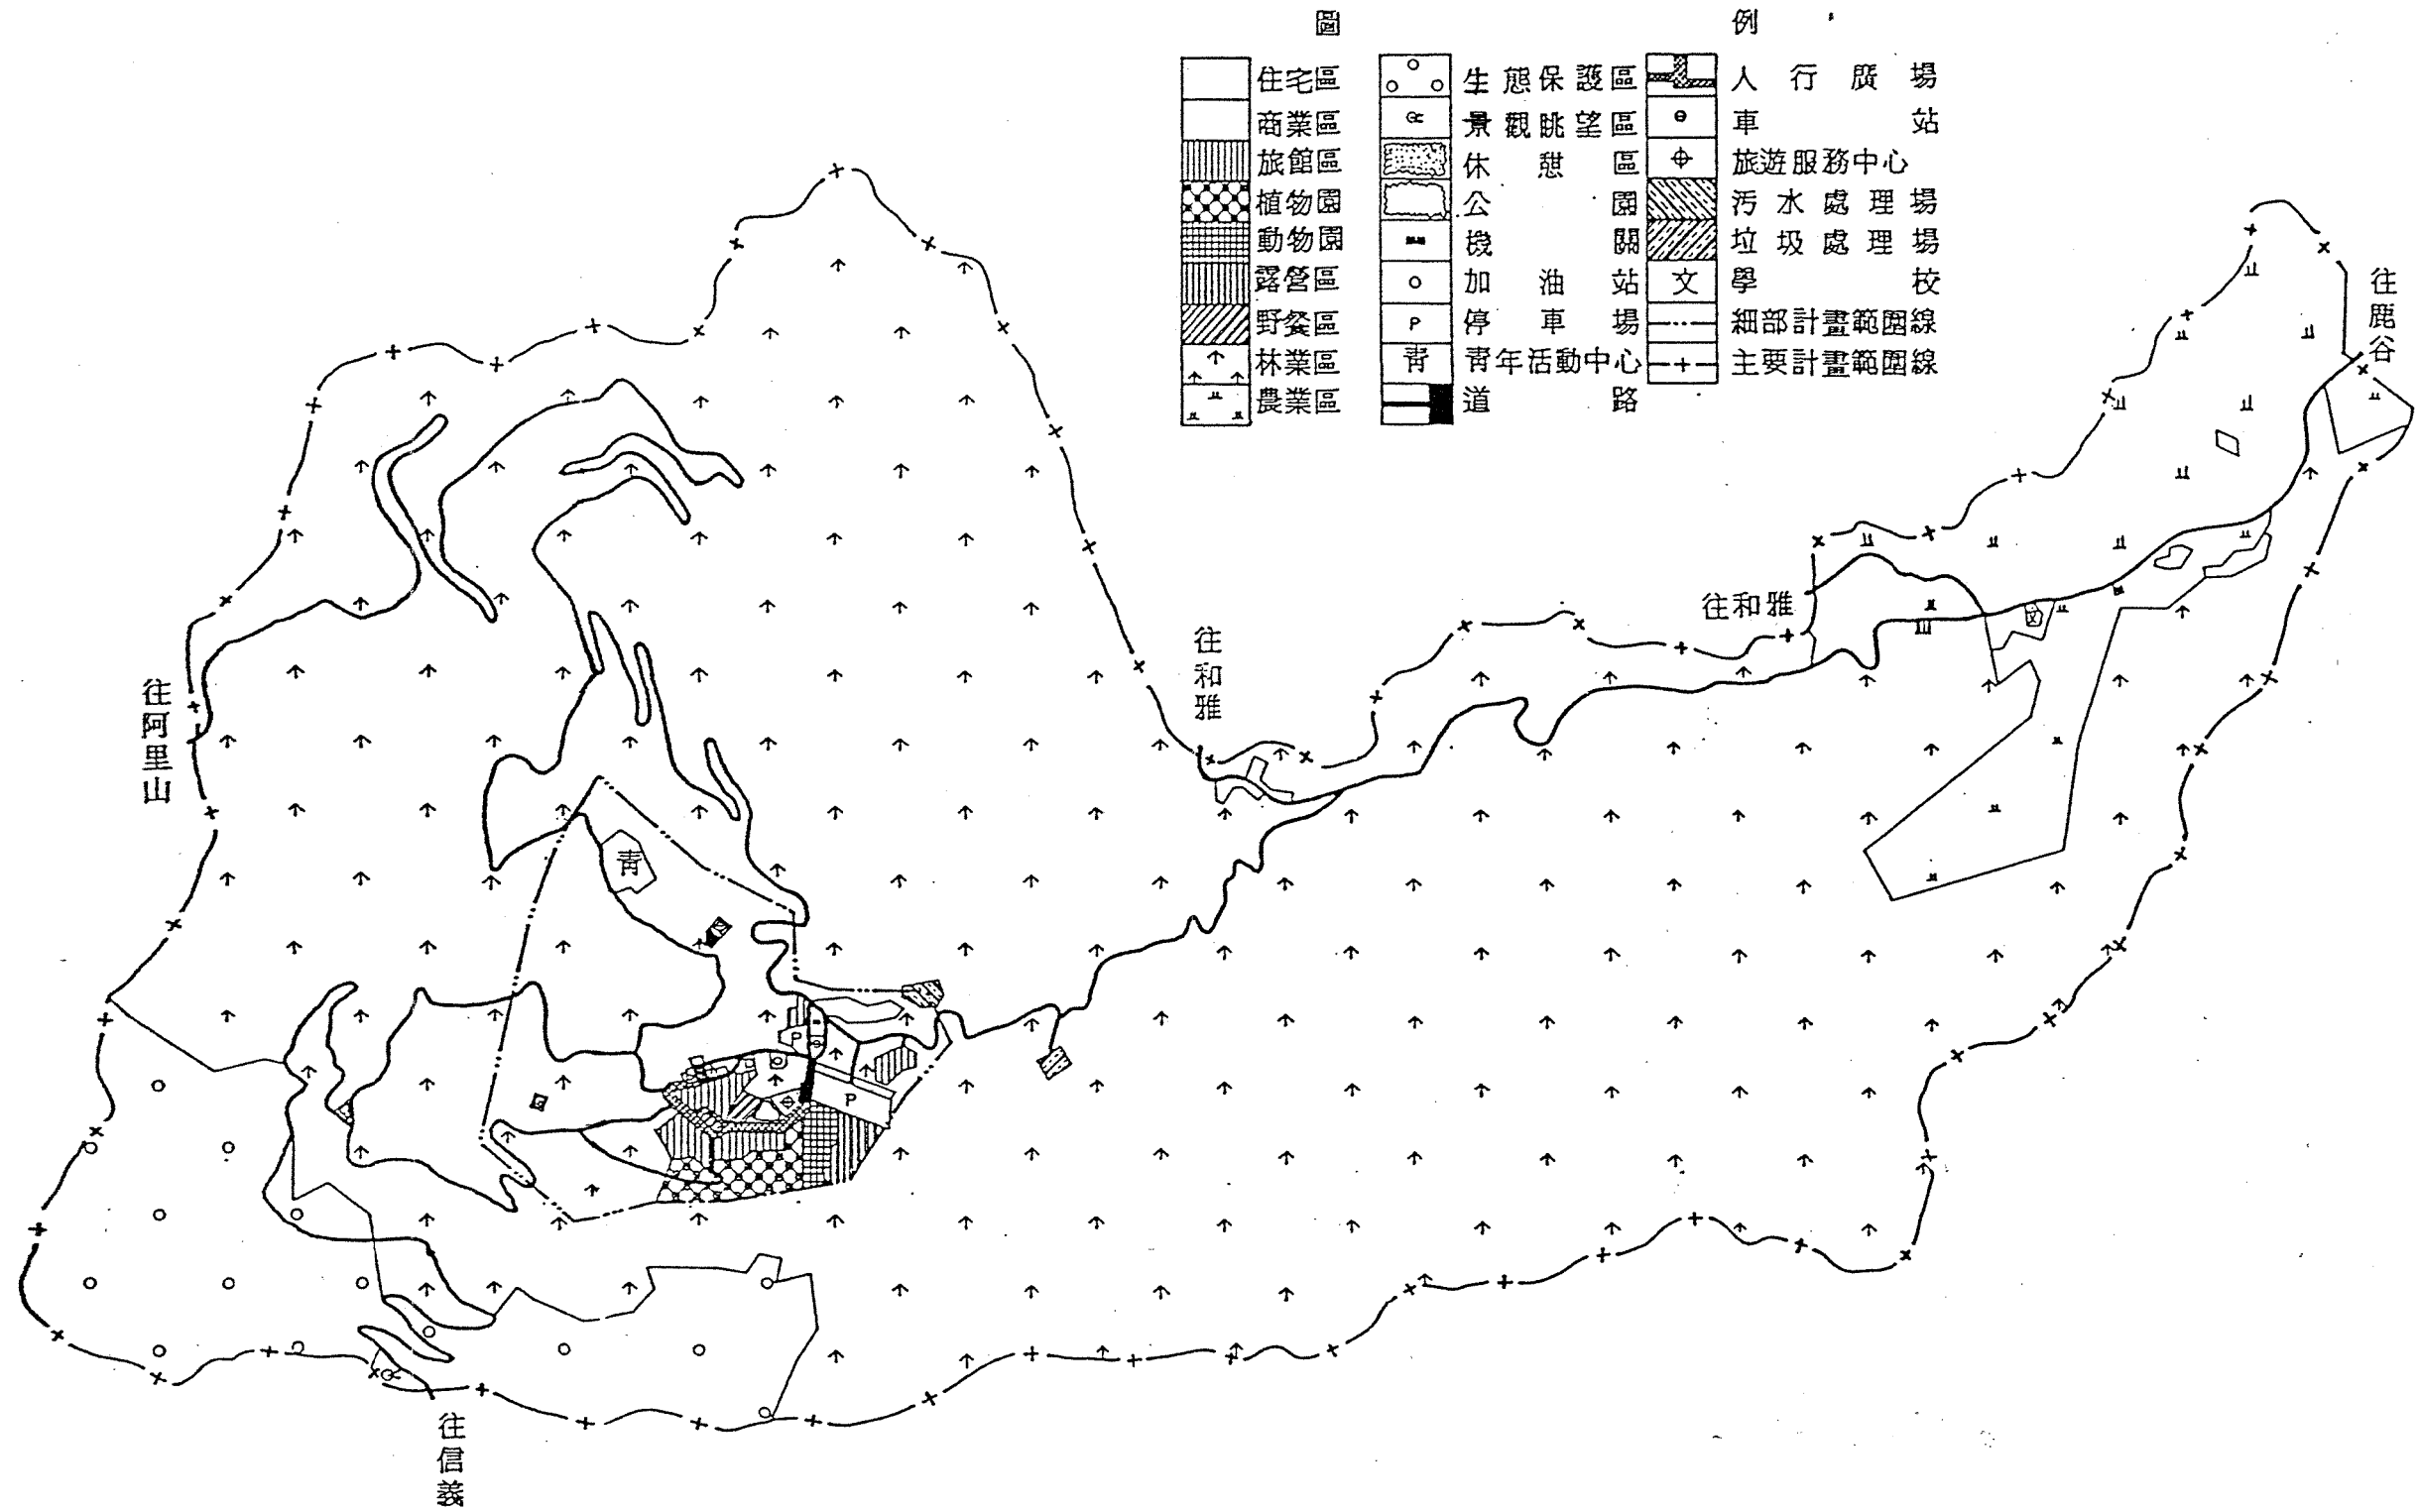 圖例
住宅區
商業區
旅館區
植物園
動物園
露營區
野餐區
林業區
農業區
生態保護區
景觀眺望區
休憩區
公園
機關
加油站
P 停車場
青 青年活動中心
道路
人行廣場
車站
旅遊服務中心
污水處理場
垃圾處理場
文 學校
細部計畫範圍線
主要計畫範圍線
往鹿谷
往和雅
往和雅
往阿里山
青
P
P
文
往信義